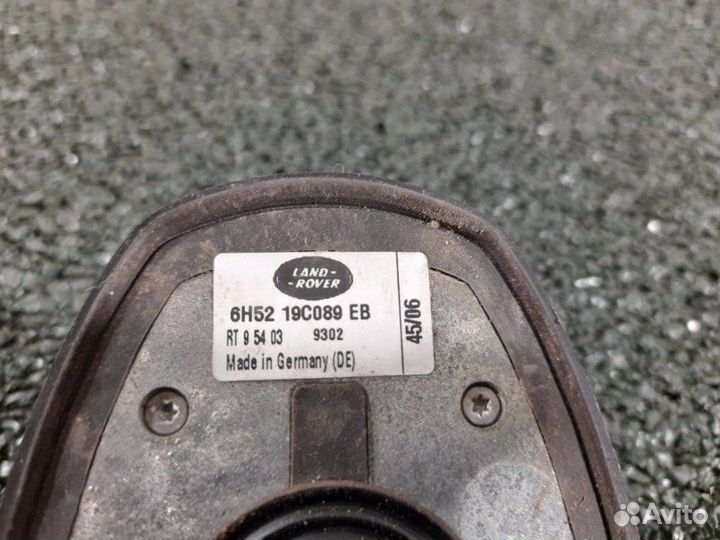 LAND-
-ROVER
6H52 19C089 EB
RT 9 54 03 9302
Made in Germany (DE)
45/06
Avito